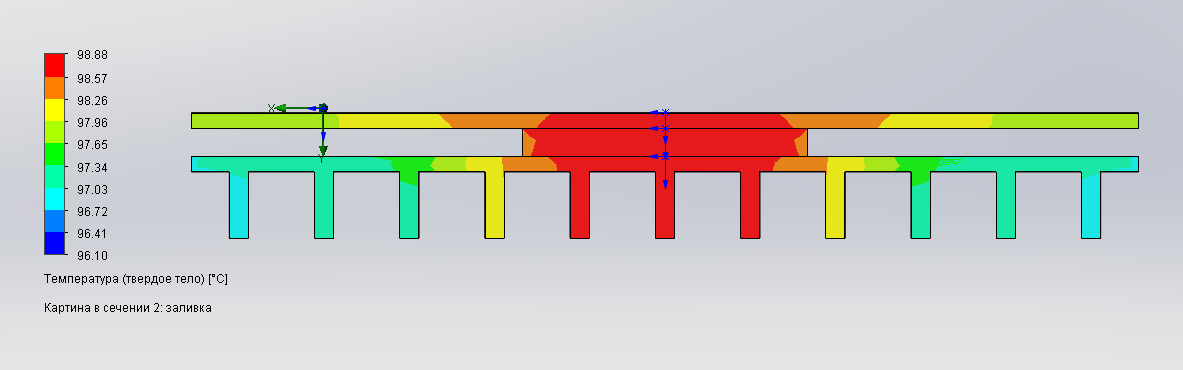 98.88
98.57
98.26
97.96
97.65
97.34
97.03
96.72
96.41
96.10
X
Y
Температура (твердое тело) [°C]
Картина в сечении 2: заливка